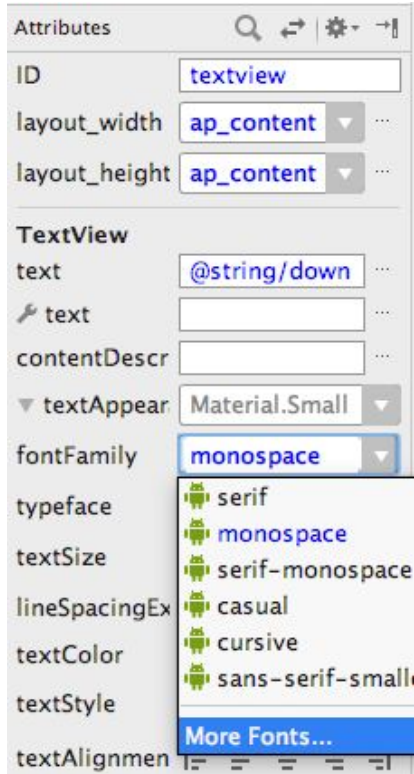 Attributes
ID textview
layout_width ap_content ...
layout_height ap_content ...
TextView
text @string/down ...
text ...
contentDescr ...
textAppear Material.Small
fontFamily monospace
serif
typeface
monospace
textSize
serif-monospace
lineSpacingEx
casual
cursive
textColor
sans-serif-smalle
textStyle
More Fonts...
textAlignmen